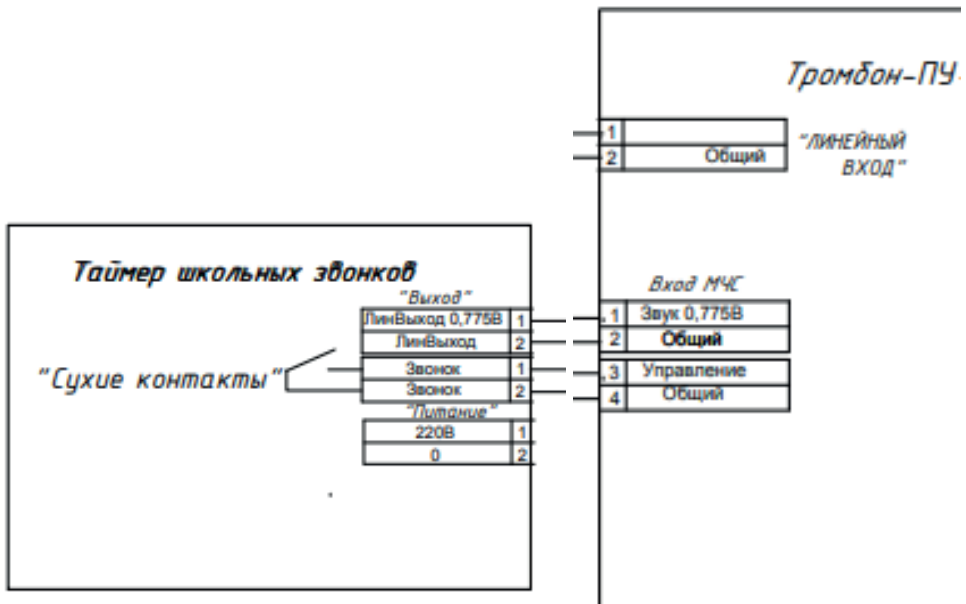 Тромбон-ПУ-
1
2 Общий
"ЛИНЕЙНЫЙ
ВХОД"
Таймер школьных звонков
"Выход"
ЛинВыход 0,775В 1
ЛинВыход 2
"Сухие контакты"
Звонок 1
Звонок 2
"Питание"
220В 1
0 2
Вход МЧС
1 Звук 0,775В
2 Общий
3 Управление
4 Общий